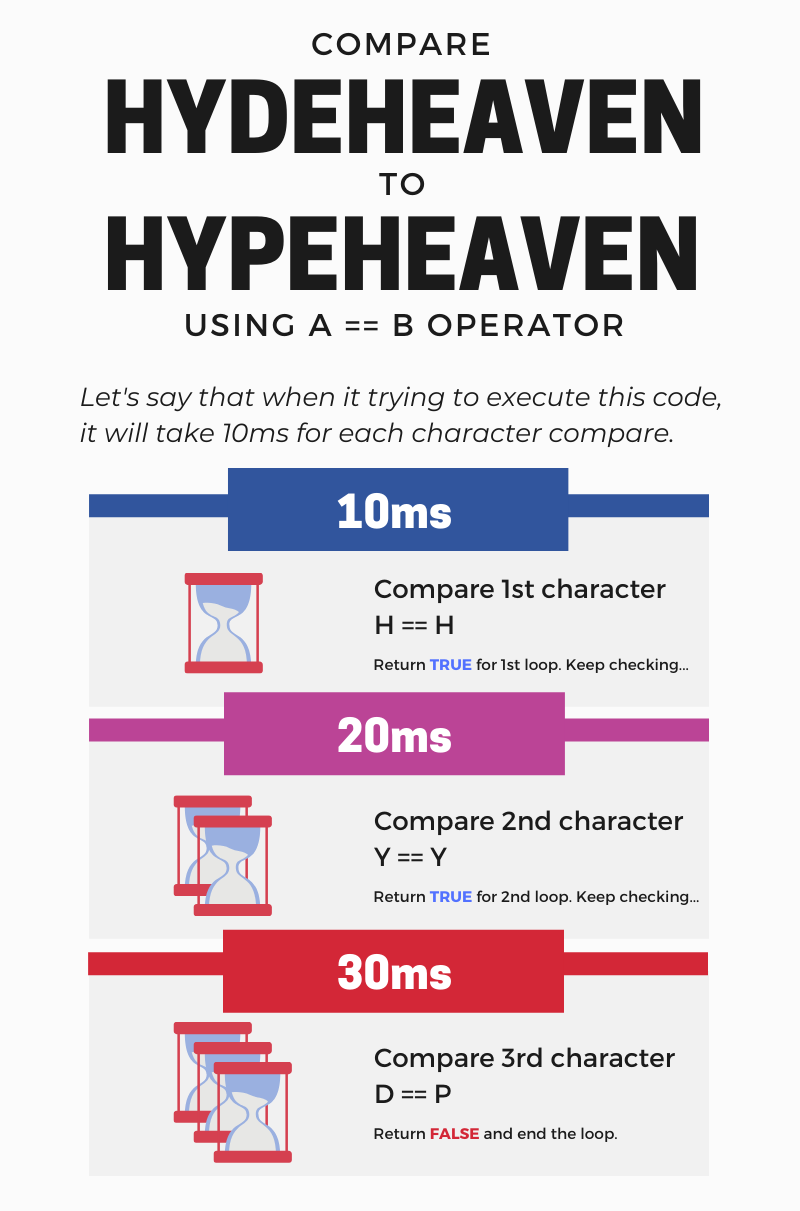 COMPARE
HYDEHEAVEN
TO
HYPEHEAVEN
USING A == B OPERATOR
Let's say that when it trying to execute this code,
it will take 10ms for each character compare.
10ms
Compare 1st character
H == H
Return TRUE for 1st loop. Keep checking...
20ms
Compare 2nd character
Y == Y
Return TRUE for 2nd loop. Keep checking...
30ms
Compare 3rd character
D == P
Return FALSE and end the loop.